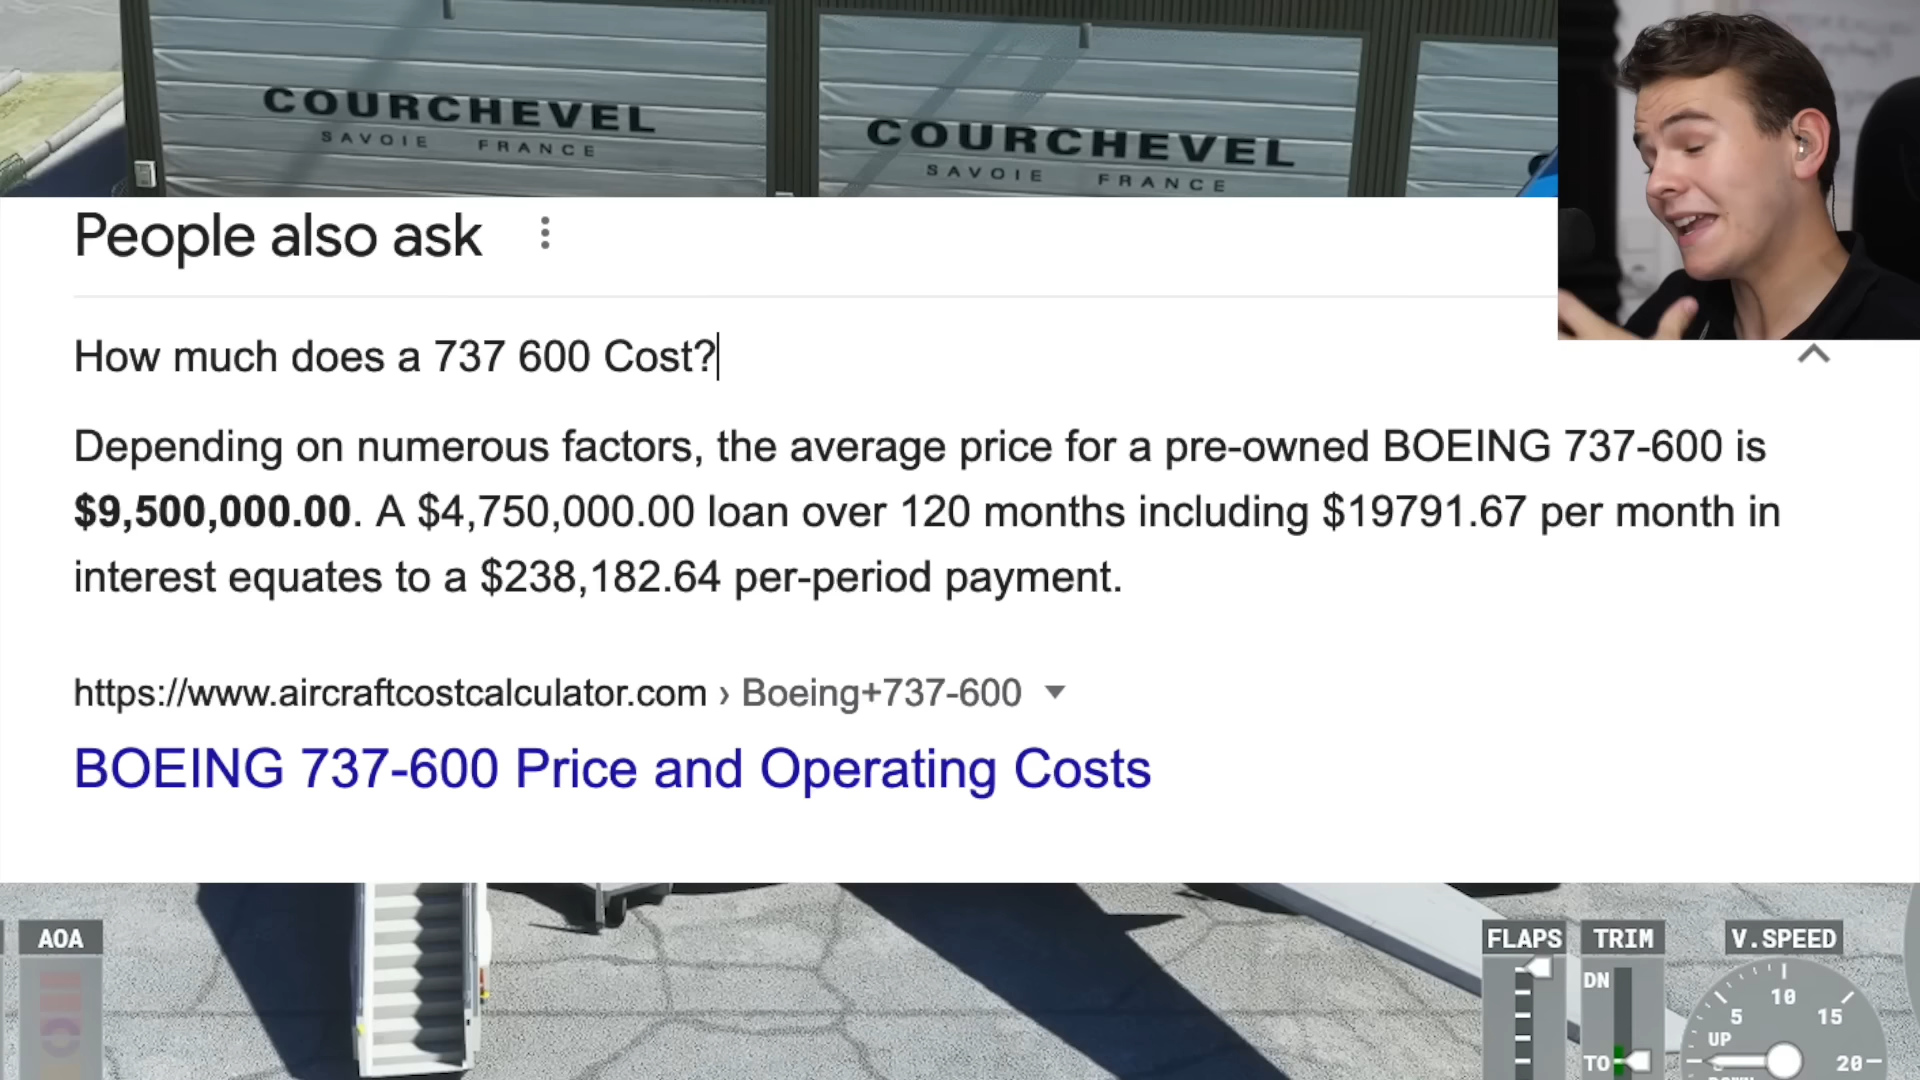 COURCHEVEL
SAVOIE FRANCE
COURCHEVEL
SAVOIE FRANCE
People also ask
How much does a 737 600 Cost?
Depending on numerous factors, the average price for a pre-owned BOEING 737-600 is
$9,500,000.00. A $4,750,000.00 loan over 120 months including $19791.67 per month in
interest equates to a $238,182.64 per-period payment.
https://www.aircraftcostcalculator.com › Boeing+737-600
BOEING 737-600 Price and Operating Costs
AOA
FLAPS
TRIM
V.SPEED
DN
10
5
15
UP
TO
20